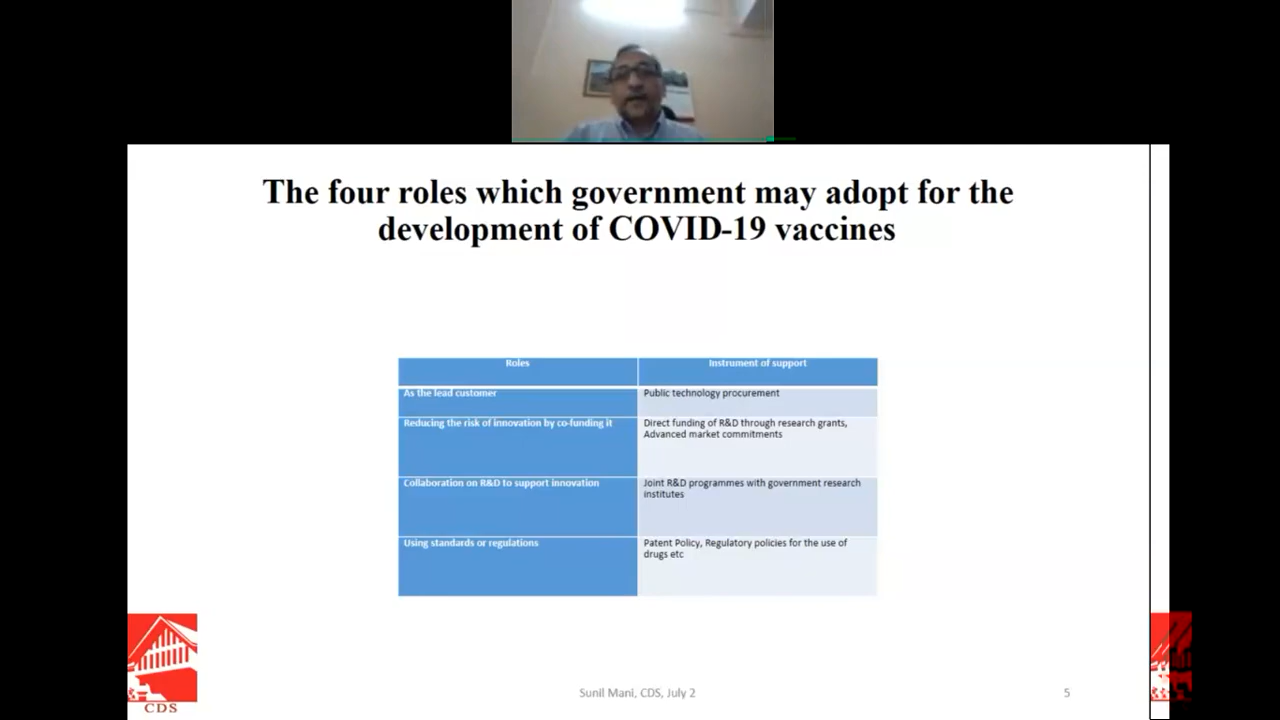 The four roles which government may adopt for the
development of COVID-19 vaccines
Roles
Instrument of support
As the lead customer
Public technology procurement
Reducing the risk of innovation by co-funding it
Direct funding of R&D through research grants,
Advanced market commitments
Collaboration on R&D to support innovation
Joint R&D programmes with government research
institutes
Using standards or regulations
Patent Policy, Regulatory policies for the use of
drugs etc
CDS
Sunil Mani, CDS, July 2
5